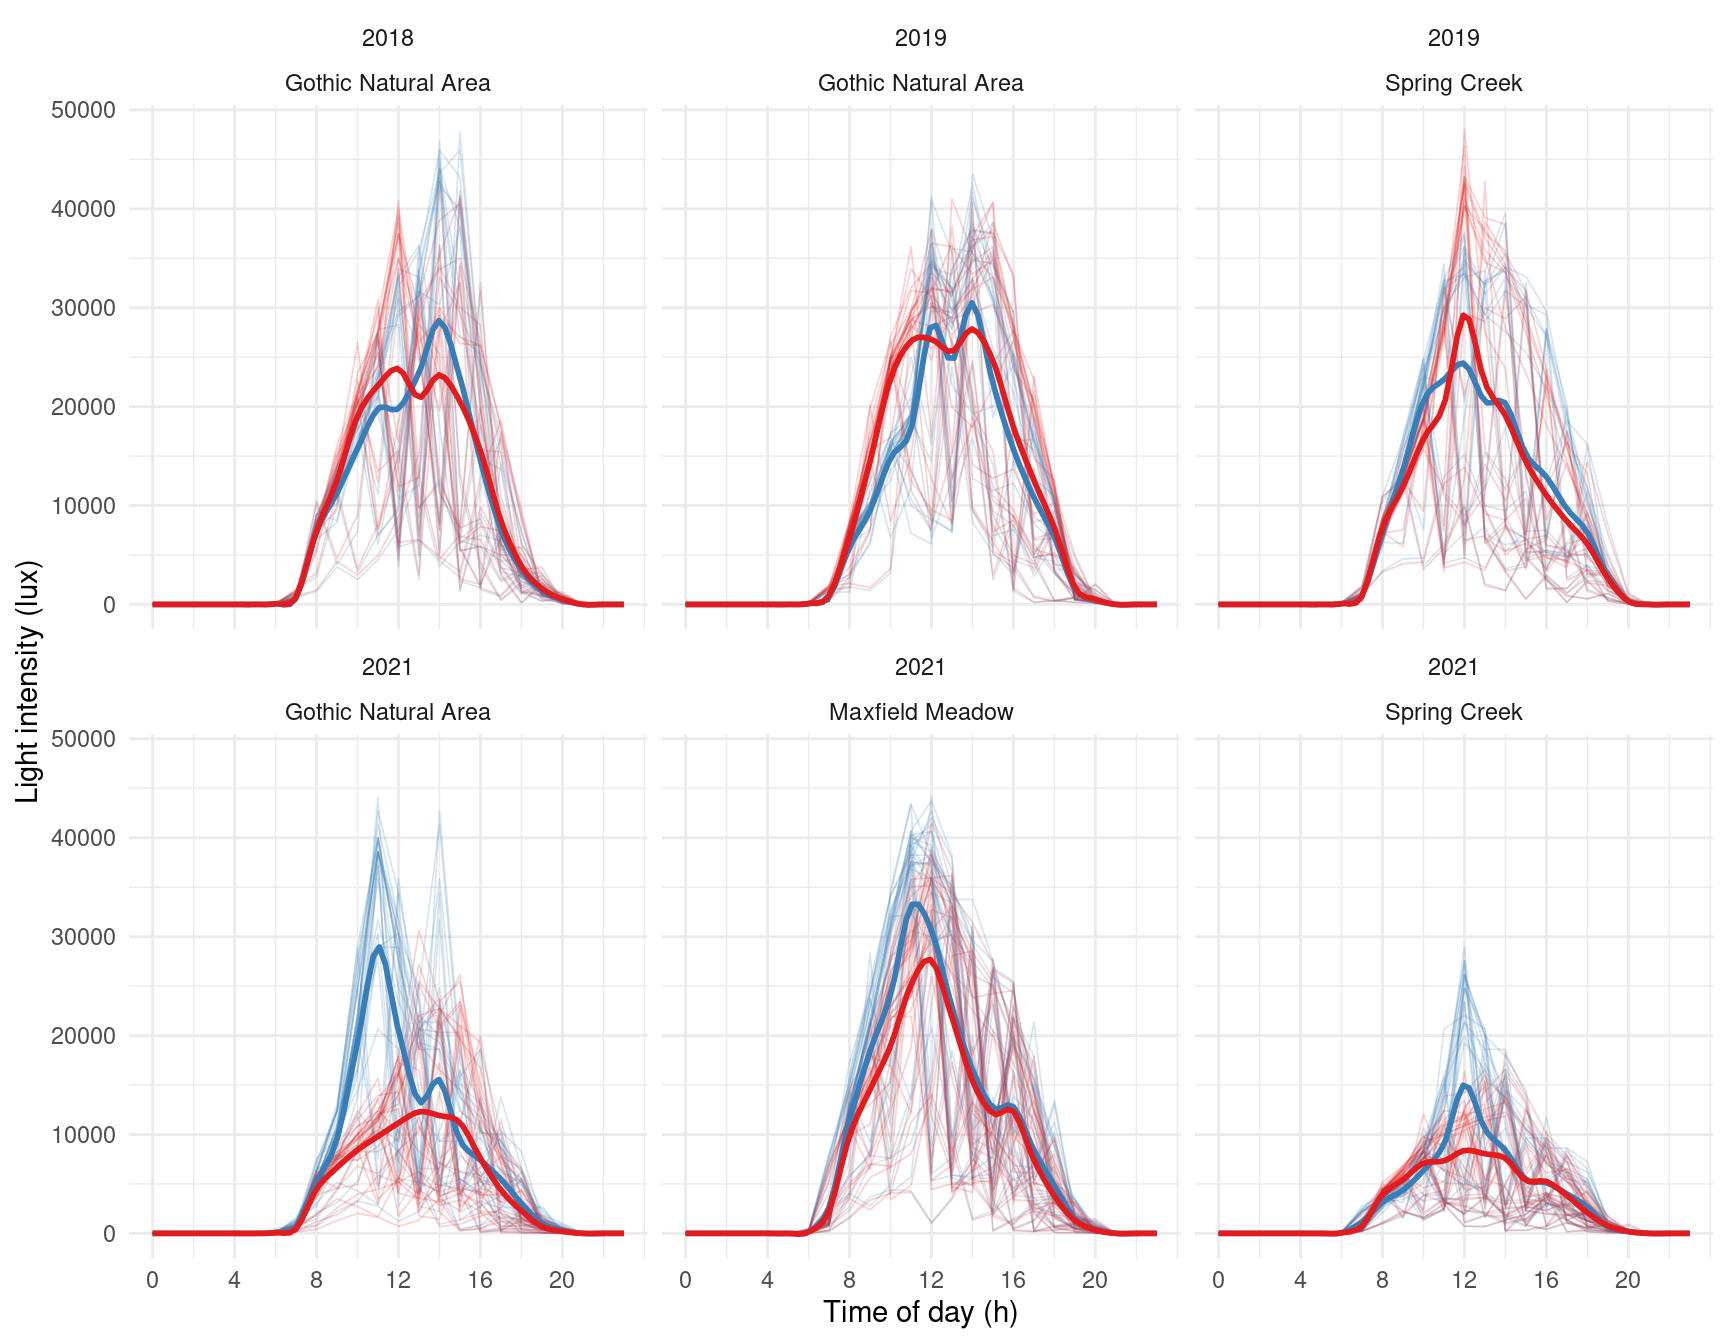 2018
2019
2019
Gothic Natural Area
Gothic Natural Area
Spring Creek
50000
40000
30000
20000
10000
0
2021
2021
2021
Gothic Natural Area
Maxfield Meadow
Spring Creek
50000
40000
30000
20000
10000
0
0 4 8 12 16 20
0 4 8 12 16 20
0 4 8 12 16 20
Time of day (h)
Light intensity (lux)